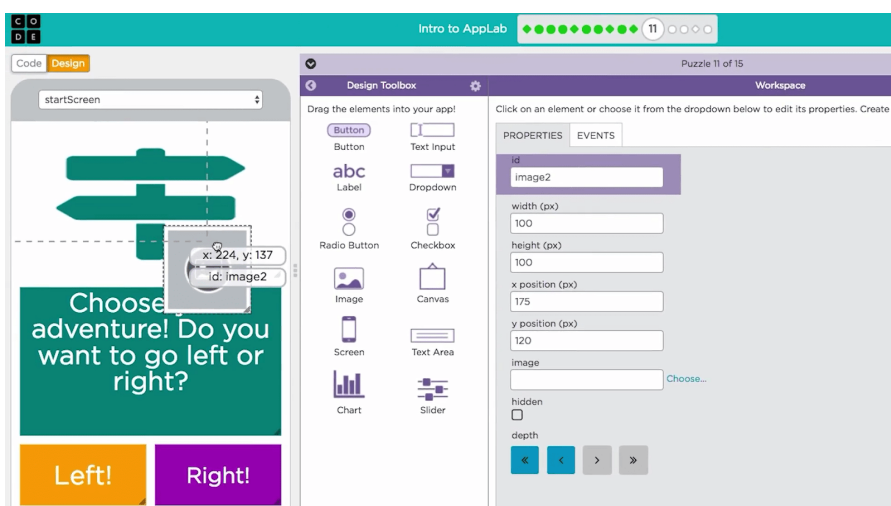 C O
D E
Intro to AppLab
11
Code Design
Puzzle 11 of 15
Design Toolbox
Workspace
startScreen
Drag the elements into your app!
Click on an element or choose it from the dropdown below to edit its properties. Create
Button
Button
Text Input
abc
Label
Dropdown
Radio Button
Checkbox
Image
Canvas
Screen
Text Area
Chart
Slider
PROPERTIES EVENTS
id
image2
width (px)
100
height (px)
100
x position (px)
175
y position (px)
120
image
Choose...
hidden
depth
« < > »
x: 224, y: 137
id: image2
Choose
adventure! Do you
want to go left or
right?
Left!
Right!